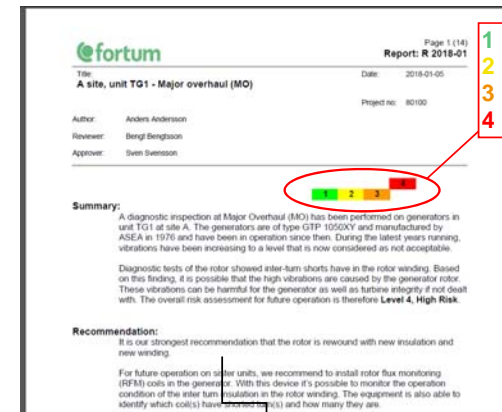 fortum
Page 1 (14)
Report: R 2018-01
Title:
A site, unit TG1 - Major overhaul (MO)
Date: 2018-01-05
Project no: 80100
Author: Anders Andersson
Reviewer: Bengt Bengtsson
Approver: Sven Svensson
1
2
3
4
4
1 2 3
Summary:
A diagnostic inspection at Major Overhaul (MO) has been performed on generators in
unit TG1 at site A. The generators are of type GTP 1050XY and manufactured by
ASEA in 1976 and have been in operation since then. During the latest years running,
vibrations have been increasing to a level that is now considered as not acceptable.
Diagnostic tests of the rotor showed inter-turn shorts have in the rotor winding. Based
on this finding, it is possible that the high vibrations are caused by the generator rotor.
These vibrations can be harmful for the generator as well as turbine integrity if not dealt
with. The overall risk assessment for future operation is therefore Level 4, High Risk.
Recommendation:
It is our strongest recommendation that the rotor is rewound with new insulation and
new winding.
For future operation on sister units, we recommend to install rotor flux monitoring
(RFM) coils in the generator. With this device it's possible to monitor the operation
condition of the inter turn insulation in the rotor winding. The equipment is also able to
identify which coil(s) have shorted turn(s) and how many they are.